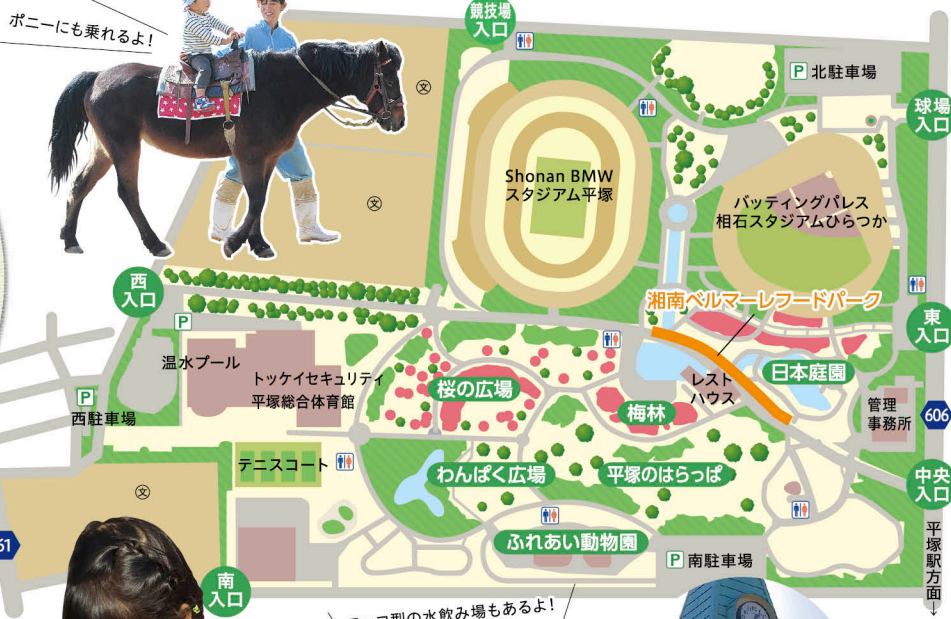 ポニーにも乗れるよ!
競技場
入口
P 北駐車場
球場
入口
文
Shonan BMW
スタジアム平塚
文
バッティングパレス
相石スタジアムひらつか
西
入口
湘南ベルマーレフードパーク
P
東
入口
温水プール
トッケイセキュリティ
平塚総合体育館
桜の広場
レスト
ハウス
日本庭園
P
西駐車場
梅林
管理
事務所
606
テニスコート
わんぱく広場
平塚のはらっぱ
中央
入口
文
ふれあい動物園
61
P 南駐車場
平塚駅方面→
南
入口
型の水飲み場もあるよ!